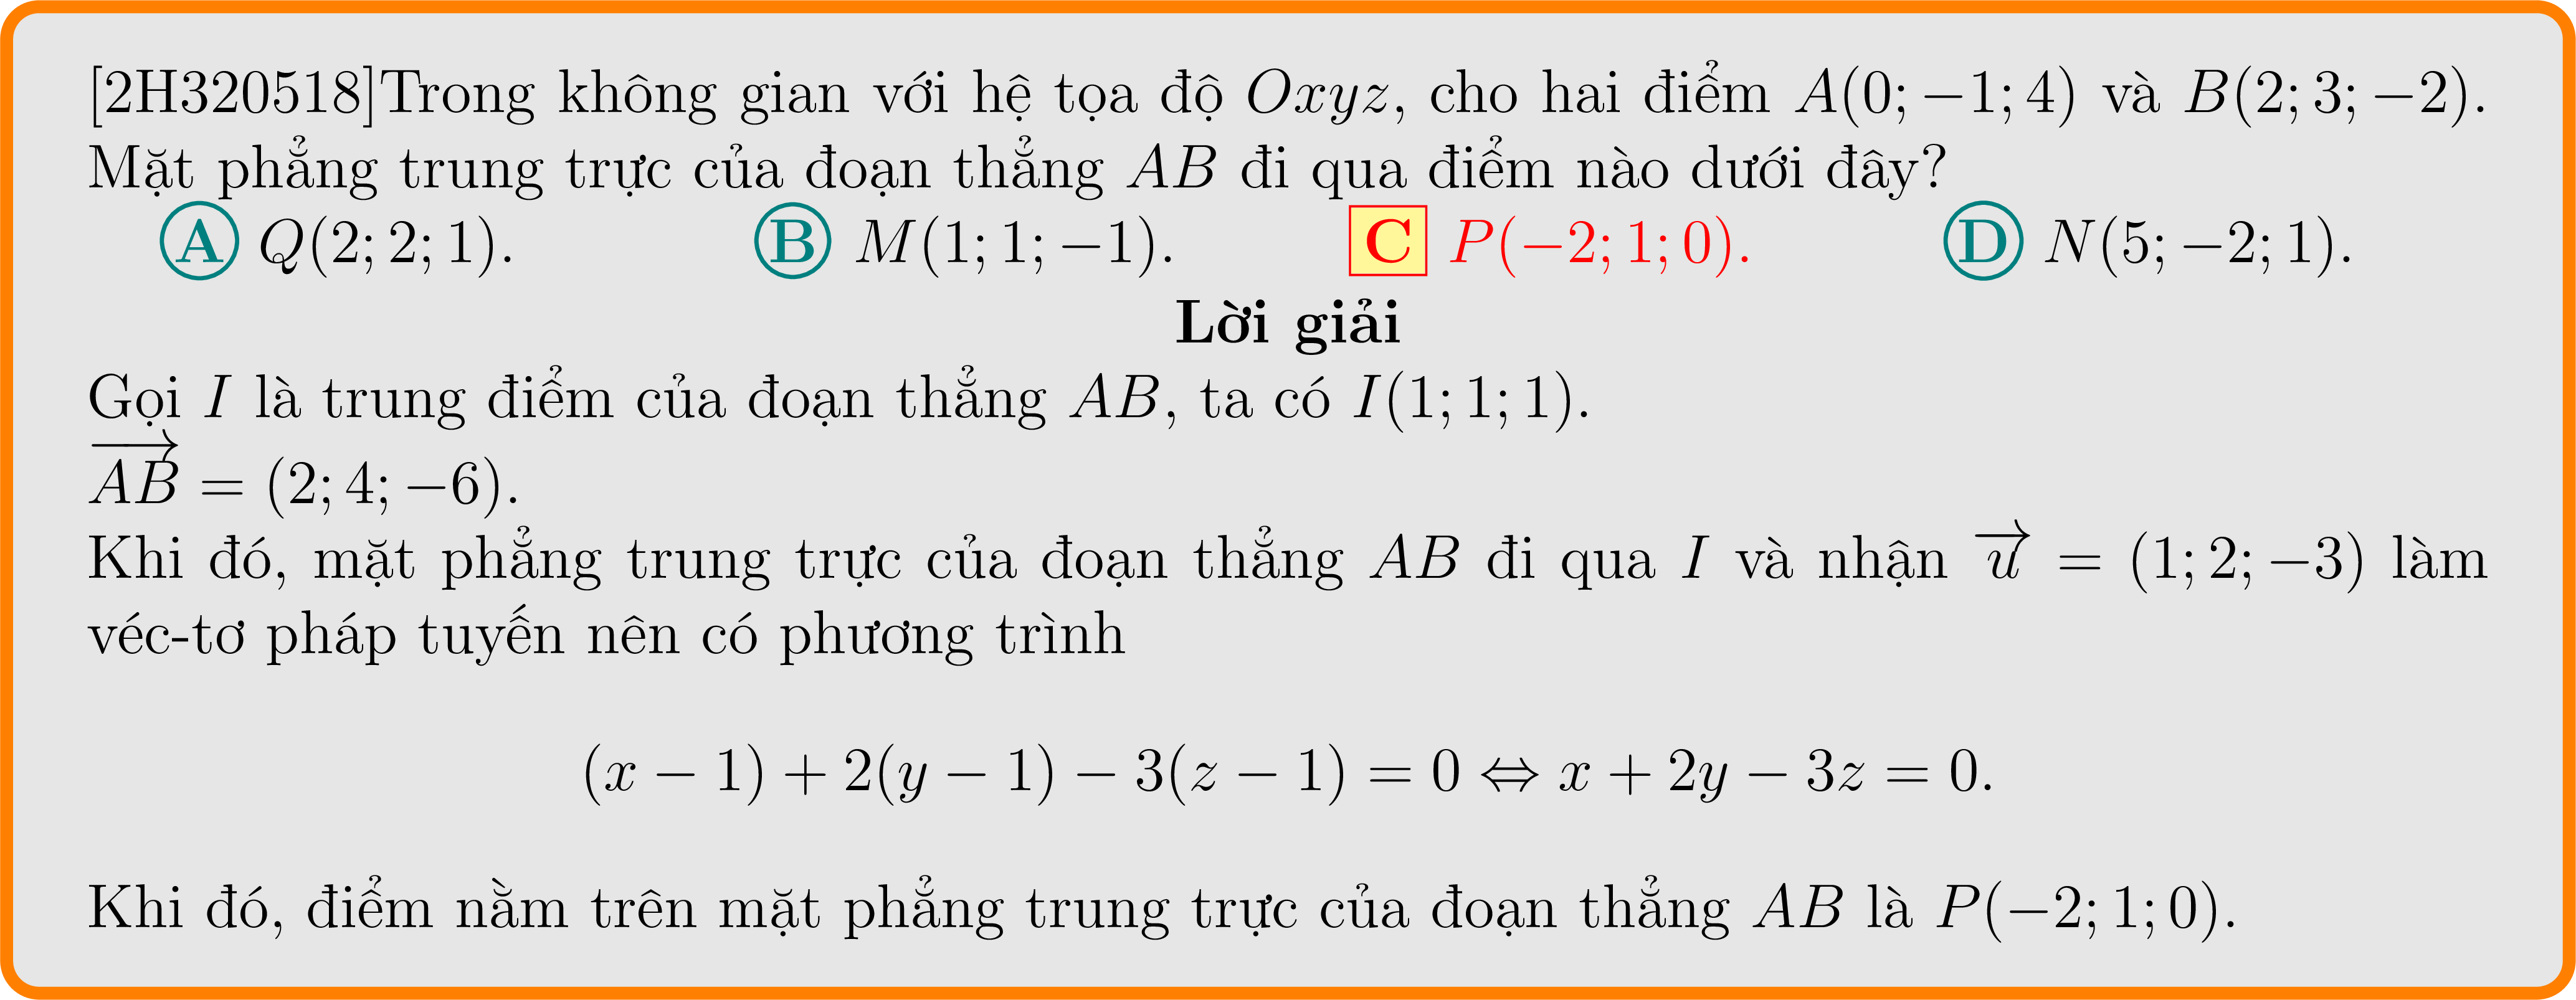 [2H320518]Trong không gian với hệ tọa độ Oxyz, cho hai điểm A(0; −1; 4) và B(2; 3; −2).
Mặt phẳng trung trực của đoạn thẳng AB đi qua điểm nào dưới đây?
A Q(2; 2; 1). B M(1; 1; −1). C P(−2; 1; 0). D N(5; −2; 1).
Lời giải
Gọi I là trung điểm của đoạn thẳng AB, ta có I(1; 1; 1).
$\overrightarrow{AB}$ = (2; 4; −6).
Khi đó, mặt phẳng trung trực của đoạn thẳng AB đi qua I và nhận $\overrightarrow{u}$ = (1; 2; −3) làm
véc-tơ pháp tuyến nên có phương trình
(x − 1) + 2(y − 1) − 3(z − 1) = 0 ⇔ x + 2y − 3z = 0.
Khi đó, điểm nằm trên mặt phẳng trung trực của đoạn thẳng AB là P(−2; 1; 0).